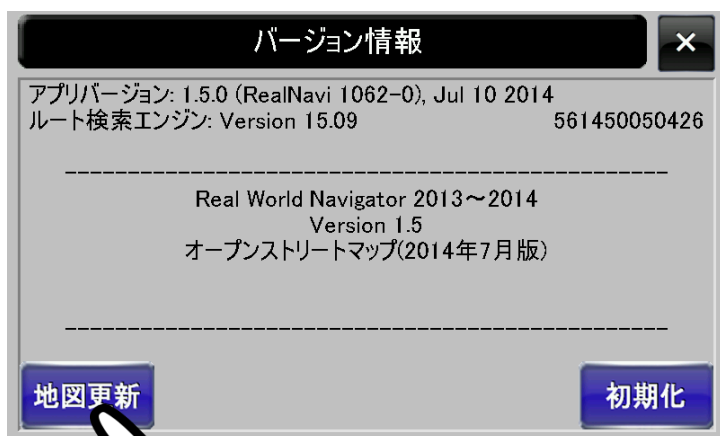 バージョン情報
×
アプリバージョン: 1.5.0 (RealNavi 1062-0), Jul 10 2014
ルート検索エンジン: Version 15.09 561450050426
Real World Navigator 2013～2014
Version 1.5
オープンストリートマップ(2014年7月版)
地図更新 初期化